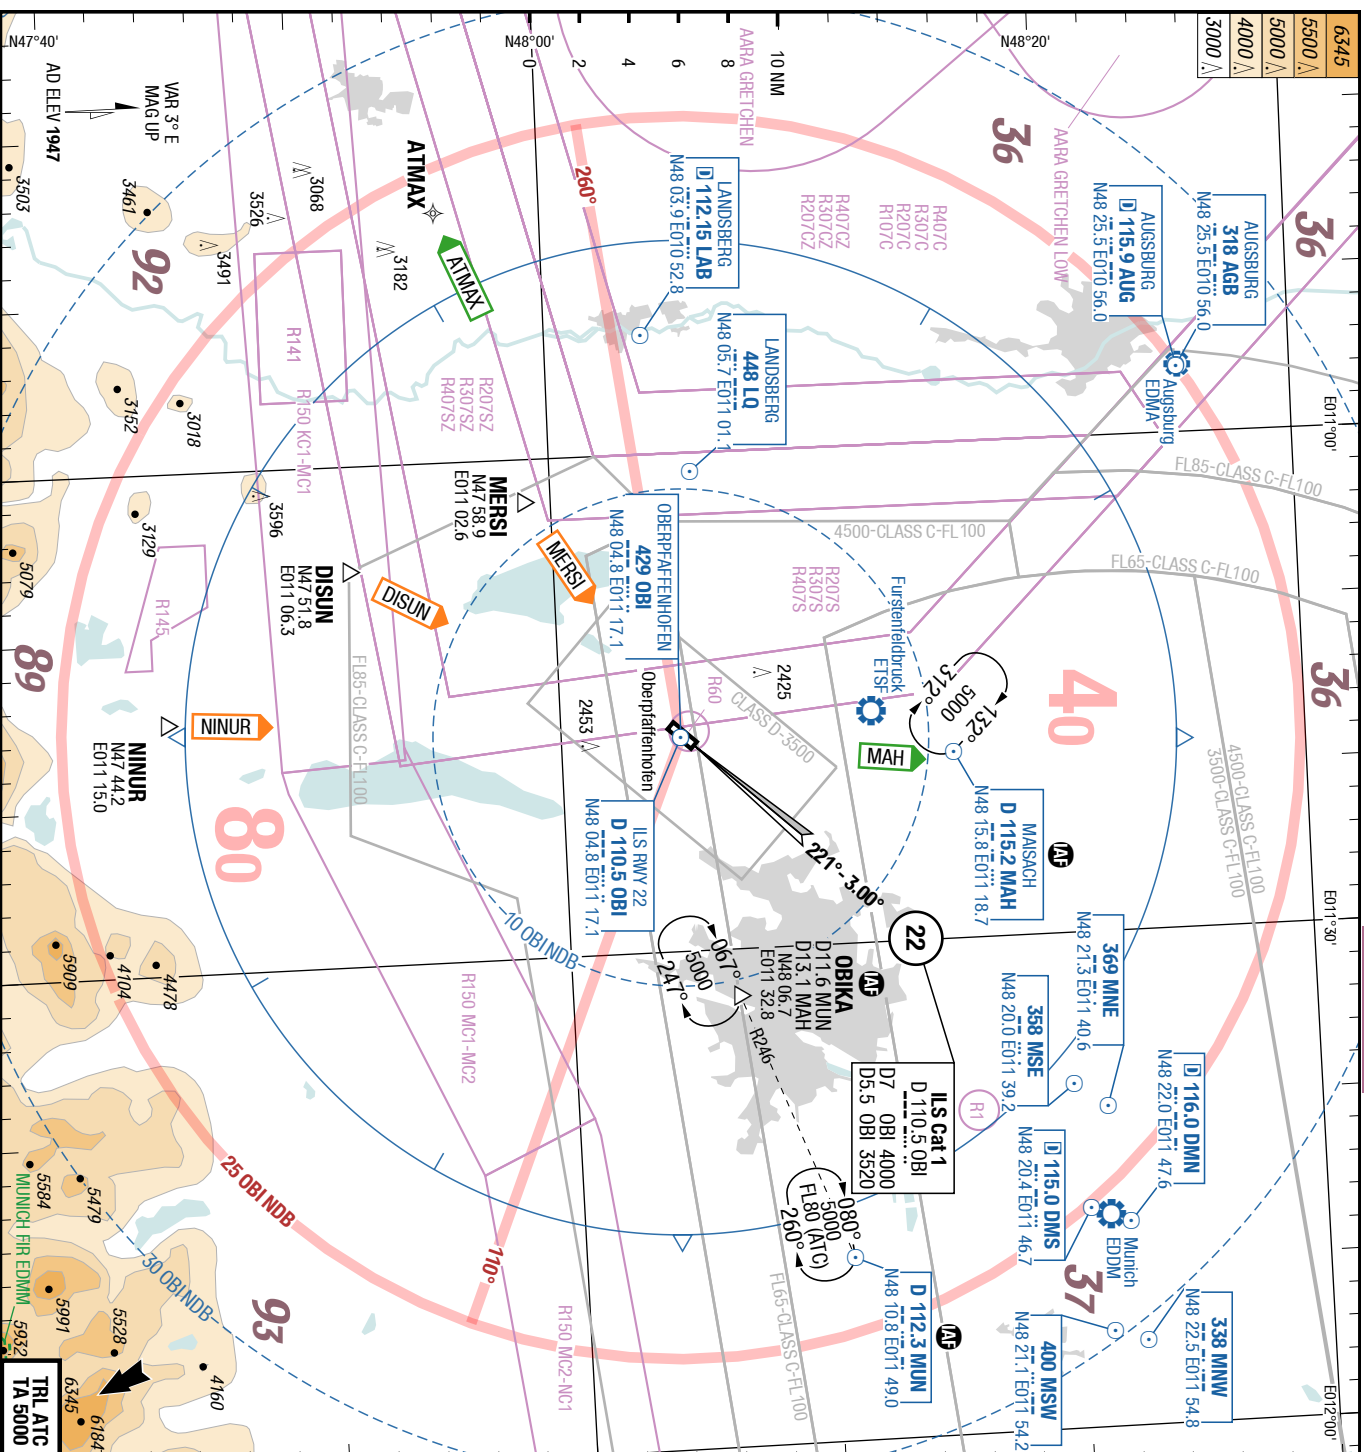 6345
5500
5000
4000
3000
N48°20'
N48°00'
N47°40'
10 NM
8
6
4
2
0
VAR 3° E
MAG UP
AD ELEV 1947
AARA GRETCHEN
AARA GRETCHEN LOW
36
36
36
37
40
80
92
89
93
AUGSBURG
318 AGB
N48 25.5 E010 56.0
AUGSBURG
D 115.9 AUG
N48 25.5 E010 56.0
Augsburg
EDMA
R407C
R307C
R207C
R107C
R407CZ
R307CZ
R207CZ
LANDSBERG
D 112.15 LAB
N48 03.9 E010 52.8
LANDSBERG
448 LQ
N48 05.7 E011 01.1
260°
ATMAX
ATMAX
3503
3461
3491
3526
3068
3182
3152
3018
3596
3129
5079
R141
R150 KC1-MC1
R207SZ
R307SZ
R407SZ
R145
E011°00'
FL85-CLASS C-FL100
4500-CLASS C-FL100
FL65-CLASS C-FL100
MERSI
N47 58.9
E011 02.6
MERSI
DISUN
N47 51.8
E011 06.3
DISUN
NINUR
N47 44.2
E011 15.0
NINUR
OBERPFAFFENHOFEN
429 OBI
N48 04.8 E011 17.1
R207S
R307S
R407S
Furstenfeldbruck
ETSF
R60
2425
2453
CLASS D-3500
Oberpfaffenhofen
FL85-CLASS C-FL100
312°
5000
132°
MAH
MAISACH
D 115.2 MAH
N48 15.8 E011 18.7
IAF
4500-CLASS C-FL100
3500-CLASS C-FL100
ILS RWY 22
D 110.5 OBI
N48 04.8 E011 17.1
221°- 3.00°
22
10 OBI NDB
E011°30'
OBIKA
D11.6 MUN
D13.1 MAH
N48 06.7
E011 32.8
IAF
067°
5000
247°
R246
ILS Cat 1
D 110.5 OBI
D7 OBI 4000
D5.5 OBI 3520
369 MNE
N48 21.3 E011 40.6
358 MSE
N48 20.0 E011 39.2
R1
D 116.0 DMN
N48 22.0 E011 47.6
D 115.0 DMS
N48 20.4 E011 46.7
Munich
EDDM
338 MNW
N48 22.5 E011 54.8
400 MSW
N48 21.1 E011 54.2
080°
5000
FL80 (ATC)
260°
D 112.3 MUN
N48 10.8 E011 49.0
IAF
FL65-CLASS C-FL100
R150 MC1-MC2
R150 MC2-NC1
110°
25 OBI NDB
30 OBI NDB
5909
4104
4478
5584
5479
5991
5528
5932
4160
6345
6184
MUNICH FIR EDMM
E012°00'
TRL ATC
TA 5000